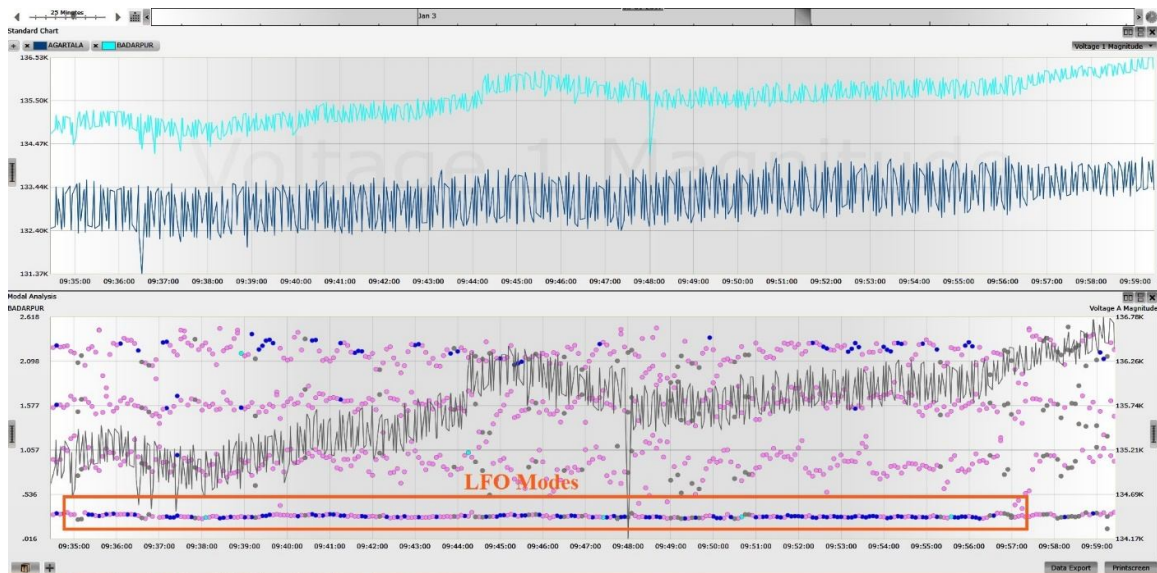 25 Minutes
Jan 3
Standard Chart
AGARTALA BADARPUR
Voltage 1 Magnitude
136.53K
135.50K
134.47K
133.44K
132.40K
131.37K
Voltage 1 Magnitude
09:35:00 09:36:00 09:37:00 09:38:00 09:39:00 09:40:00 09:41:00 09:42:00 09:43:00 09:44:00 09:45:00 09:46:00 09:47:00 09:48:00 09:49:00 09:50:00 09:51:00 09:52:00 09:53:00 09:54:00 09:55:00 09:56:00 09:57:00 09:58:00 09:59:00
Modal Analysis
BADARPUR Voltage A Magnitude
2.618 136.78K
2.098 136.26K
1.577 135.74K
1.057 135.21K
LFO Modes
.536 134.69K
.016 134.17K
09:35:00 09:36:00 09:37:00 09:38:00 09:39:00 09:40:00 09:41:00 09:42:00 09:43:00 09:44:00 09:45:00 09:46:00 09:47:00 09:48:00 09:49:00 09:50:00 09:51:00 09:52:00 09:53:00 09:54:00 09:55:00 09:56:00 09:57:00 09:58:00 09:59:00
Data Export Printscreen